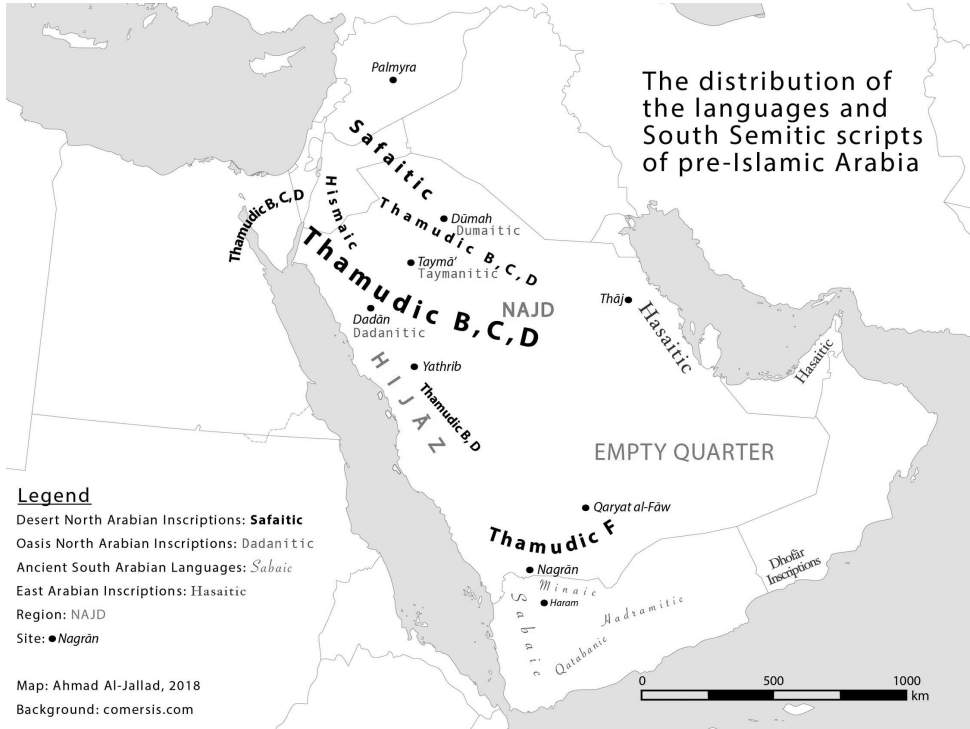 The distribution of
the languages and
South Semitic scripts
of pre-Islamic Arabia
Palmyra
Safaitic
Hismaic
Thamudic B,C,D
Thamudic B, C, D
Dūmah
Dumaitic
Taymāʾ
Taymanitic
Thamudic B, C, D
NAJD
Dadān
Dadanitic
Thāj
Hasaitic
Hasaitic
Yathrib
HIJĀZ
Thamudic B, D
EMPTY QUARTER
Qaryat al-Fāw
Thamudic F
Nagrān
Minaic
Haram
Sabaic
Hadramitic
Qatabanic
Dhofār
Inscriptions
Legend
Desert North Arabian Inscriptions: Safaitic
Oasis North Arabian Inscriptions: Dadanitic
Ancient South Arabian Languages: Sabaic
East Arabian Inscriptions: Hasaitic
Region: NAJD
Site: Nagrān
Map: Ahmad Al-Jallad, 2018
Background: comersis.com
0 500 1000
km